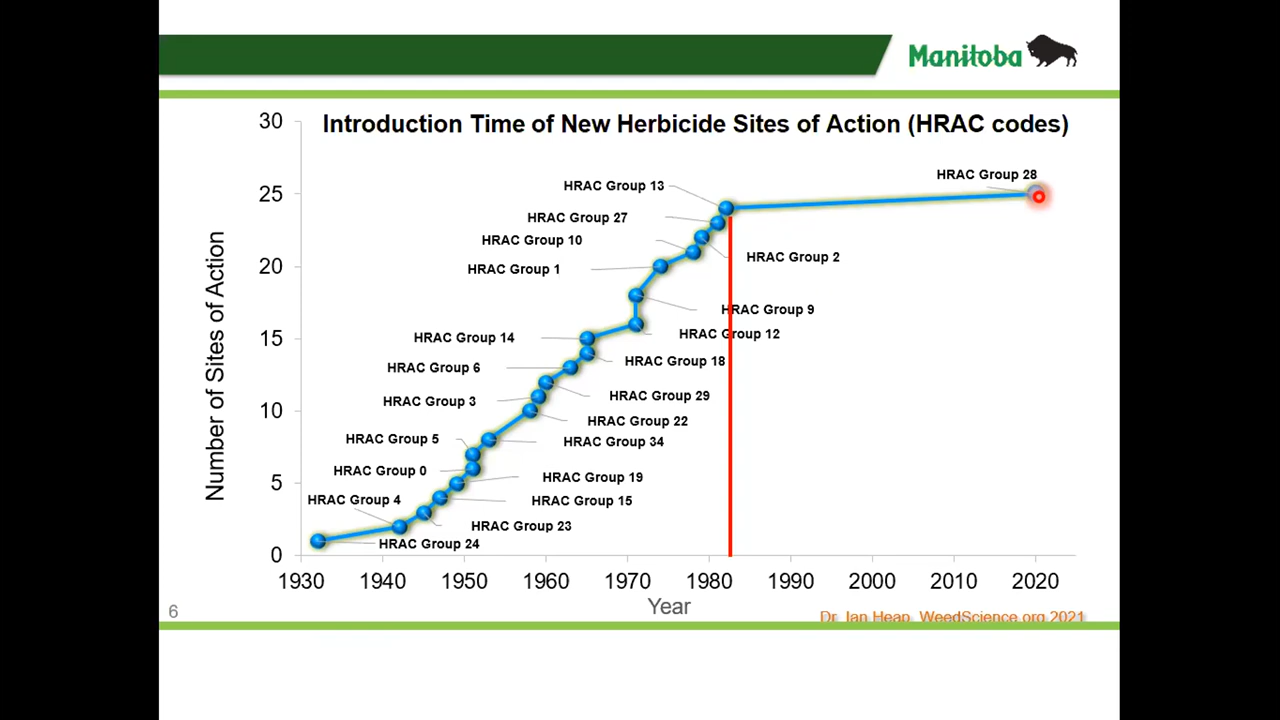 Manitoba
Introduction Time of New Herbicide Sites of Action (HRAC codes)
30
25
20
15
10
5
0
Number of Sites of Action
HRAC Group 28
HRAC Group 13
HRAC Group 27
HRAC Group 10
HRAC Group 2
HRAC Group 1
HRAC Group 9
HRAC Group 12
HRAC Group 14
HRAC Group 18
HRAC Group 6
HRAC Group 29
HRAC Group 3
HRAC Group 22
HRAC Group 5
HRAC Group 34
HRAC Group 0
HRAC Group 19
HRAC Group 4
HRAC Group 15
HRAC Group 23
HRAC Group 24
1930 1940 1950 1960 1970 1980 1990 2000 2010 2020
Year
6
Dr. Ian Heap, WeedScience.org 2021